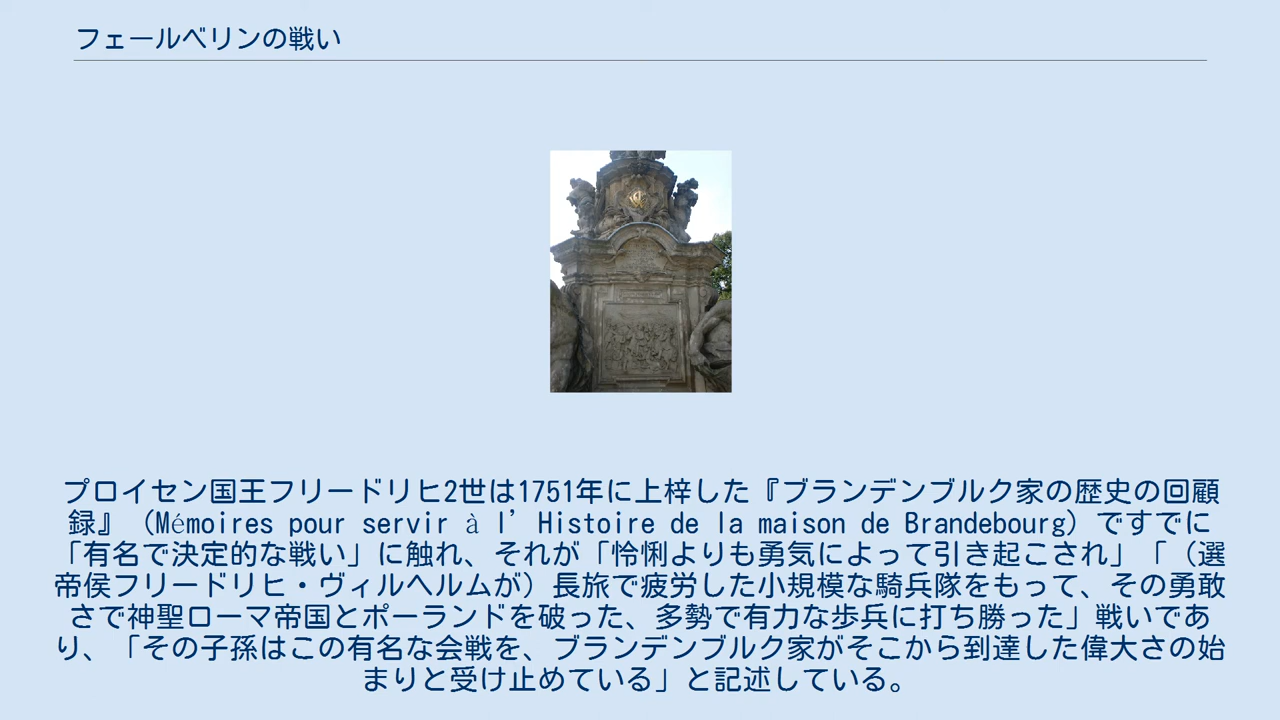 フェールベリンの戦い
プロイセン国王フリードリヒ2世は1751年に上梓した『ブランデンブルク家の歴史の回顧
録』（Mémoires pour servir à l’Histoire de la maison de Brandebourg）ですでに
「有名で決定的な戦い」に触れ、それが「怜悧よりも勇気によって引き起こされ」「（選
帝侯フリードリヒ・ヴィルヘルムが）長旅で疲労した小規模な騎兵隊をもって、その勇敢
さで神聖ローマ帝国とポーランドを破った、多勢で有力な歩兵に打ち勝った」戦いであ
り、「その子孫はこの有名な会戦を、ブランデンブルク家がそこから到達した偉大さの始
まりと受け止めている」と記述している。